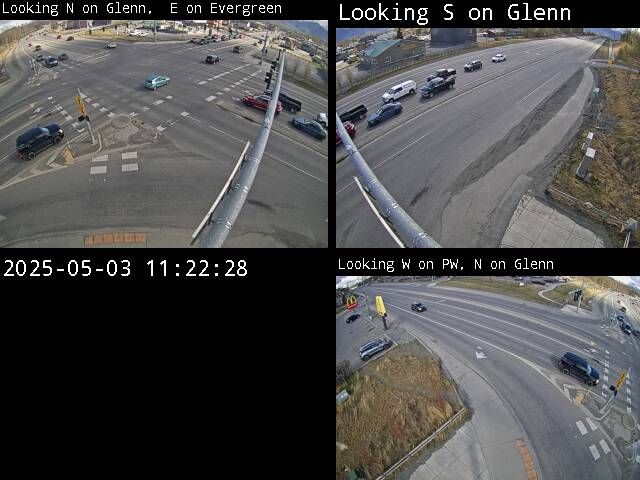 Looking N on Glenn,  E on Evergreen
Looking S on Glenn
2025-05-03 11:22:28
Looking W on PW, N on Glenn